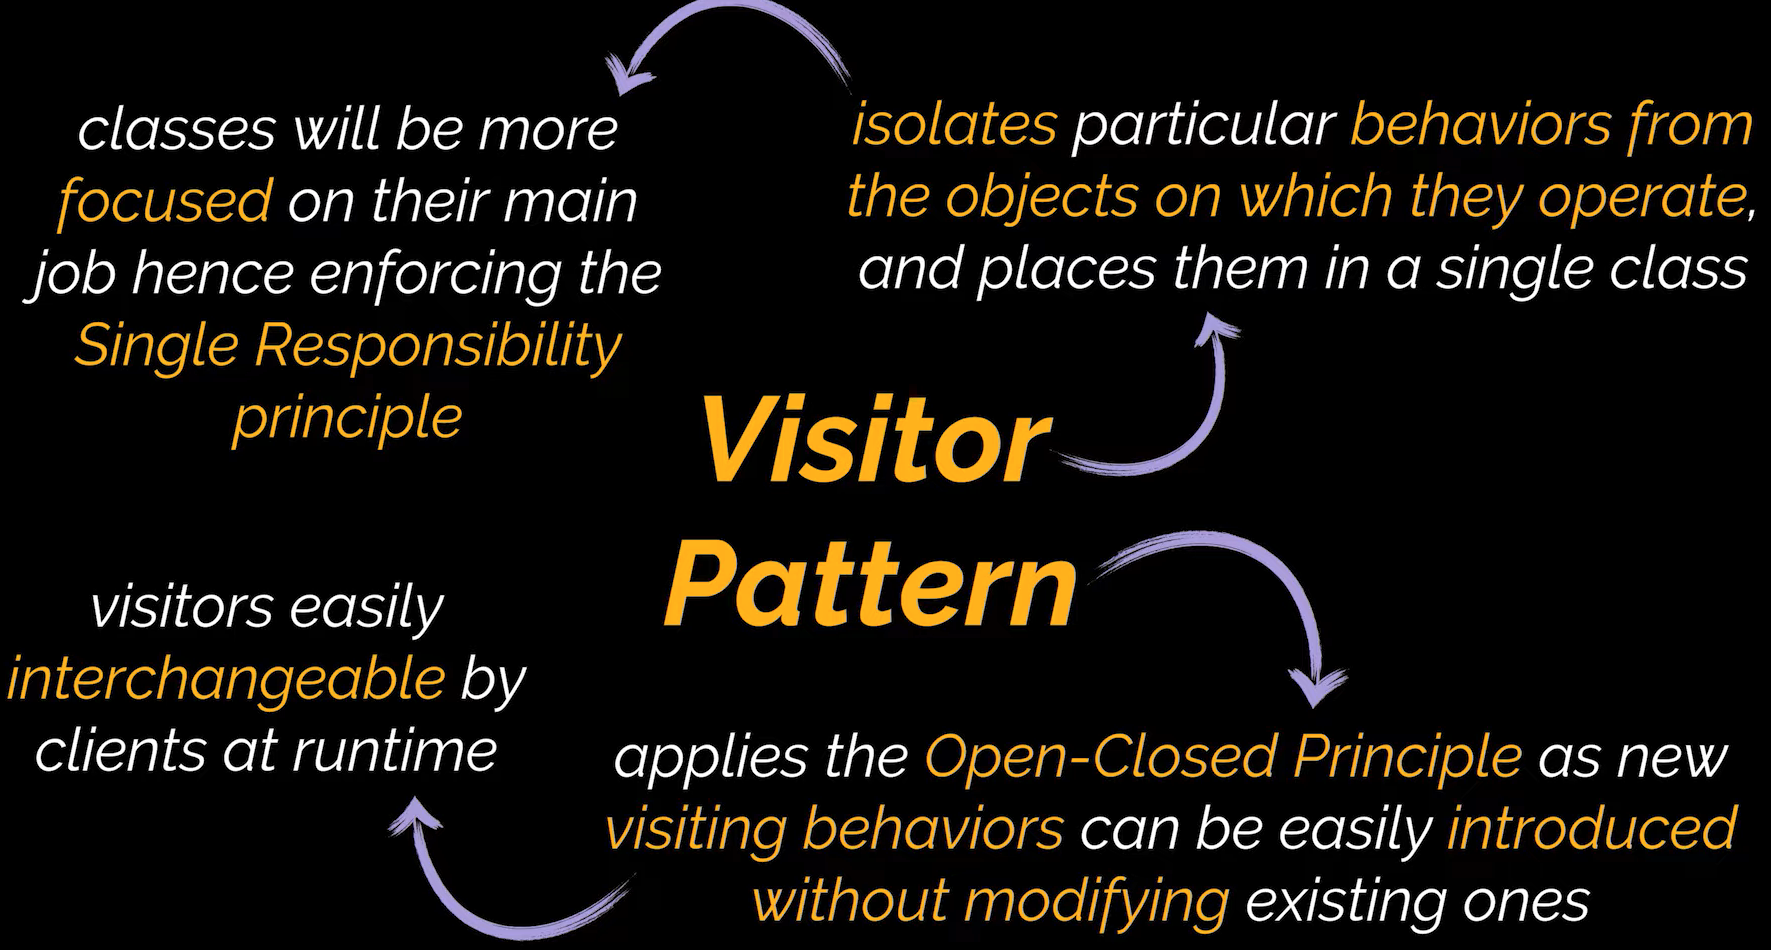 classes will be more
focused on their main
job hence enforcing the
Single Responsibility
principle
isolates particular behaviors from
the objects on which they operate,
and places them in a single class
Visitor
Pattern
visitors easily
interchangeable by
clients at runtime
applies the Open-Closed Principle as new
visiting behaviors can be easily introduced
without modifying existing ones